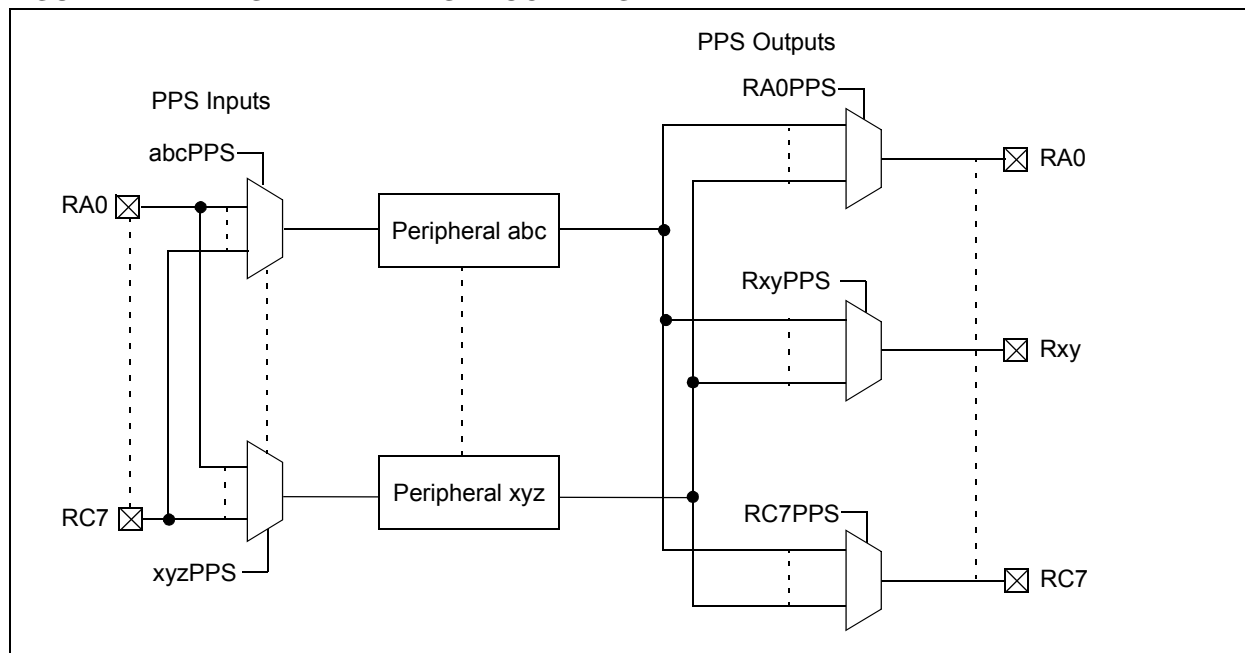 PPS Outputs
RA0PPS
PPS Inputs
abcPPS
RA0
RA0
Peripheral abc
RxyPPS
Rxy
Peripheral xyz
RC7
RC7PPS
xyzPPS
RC7